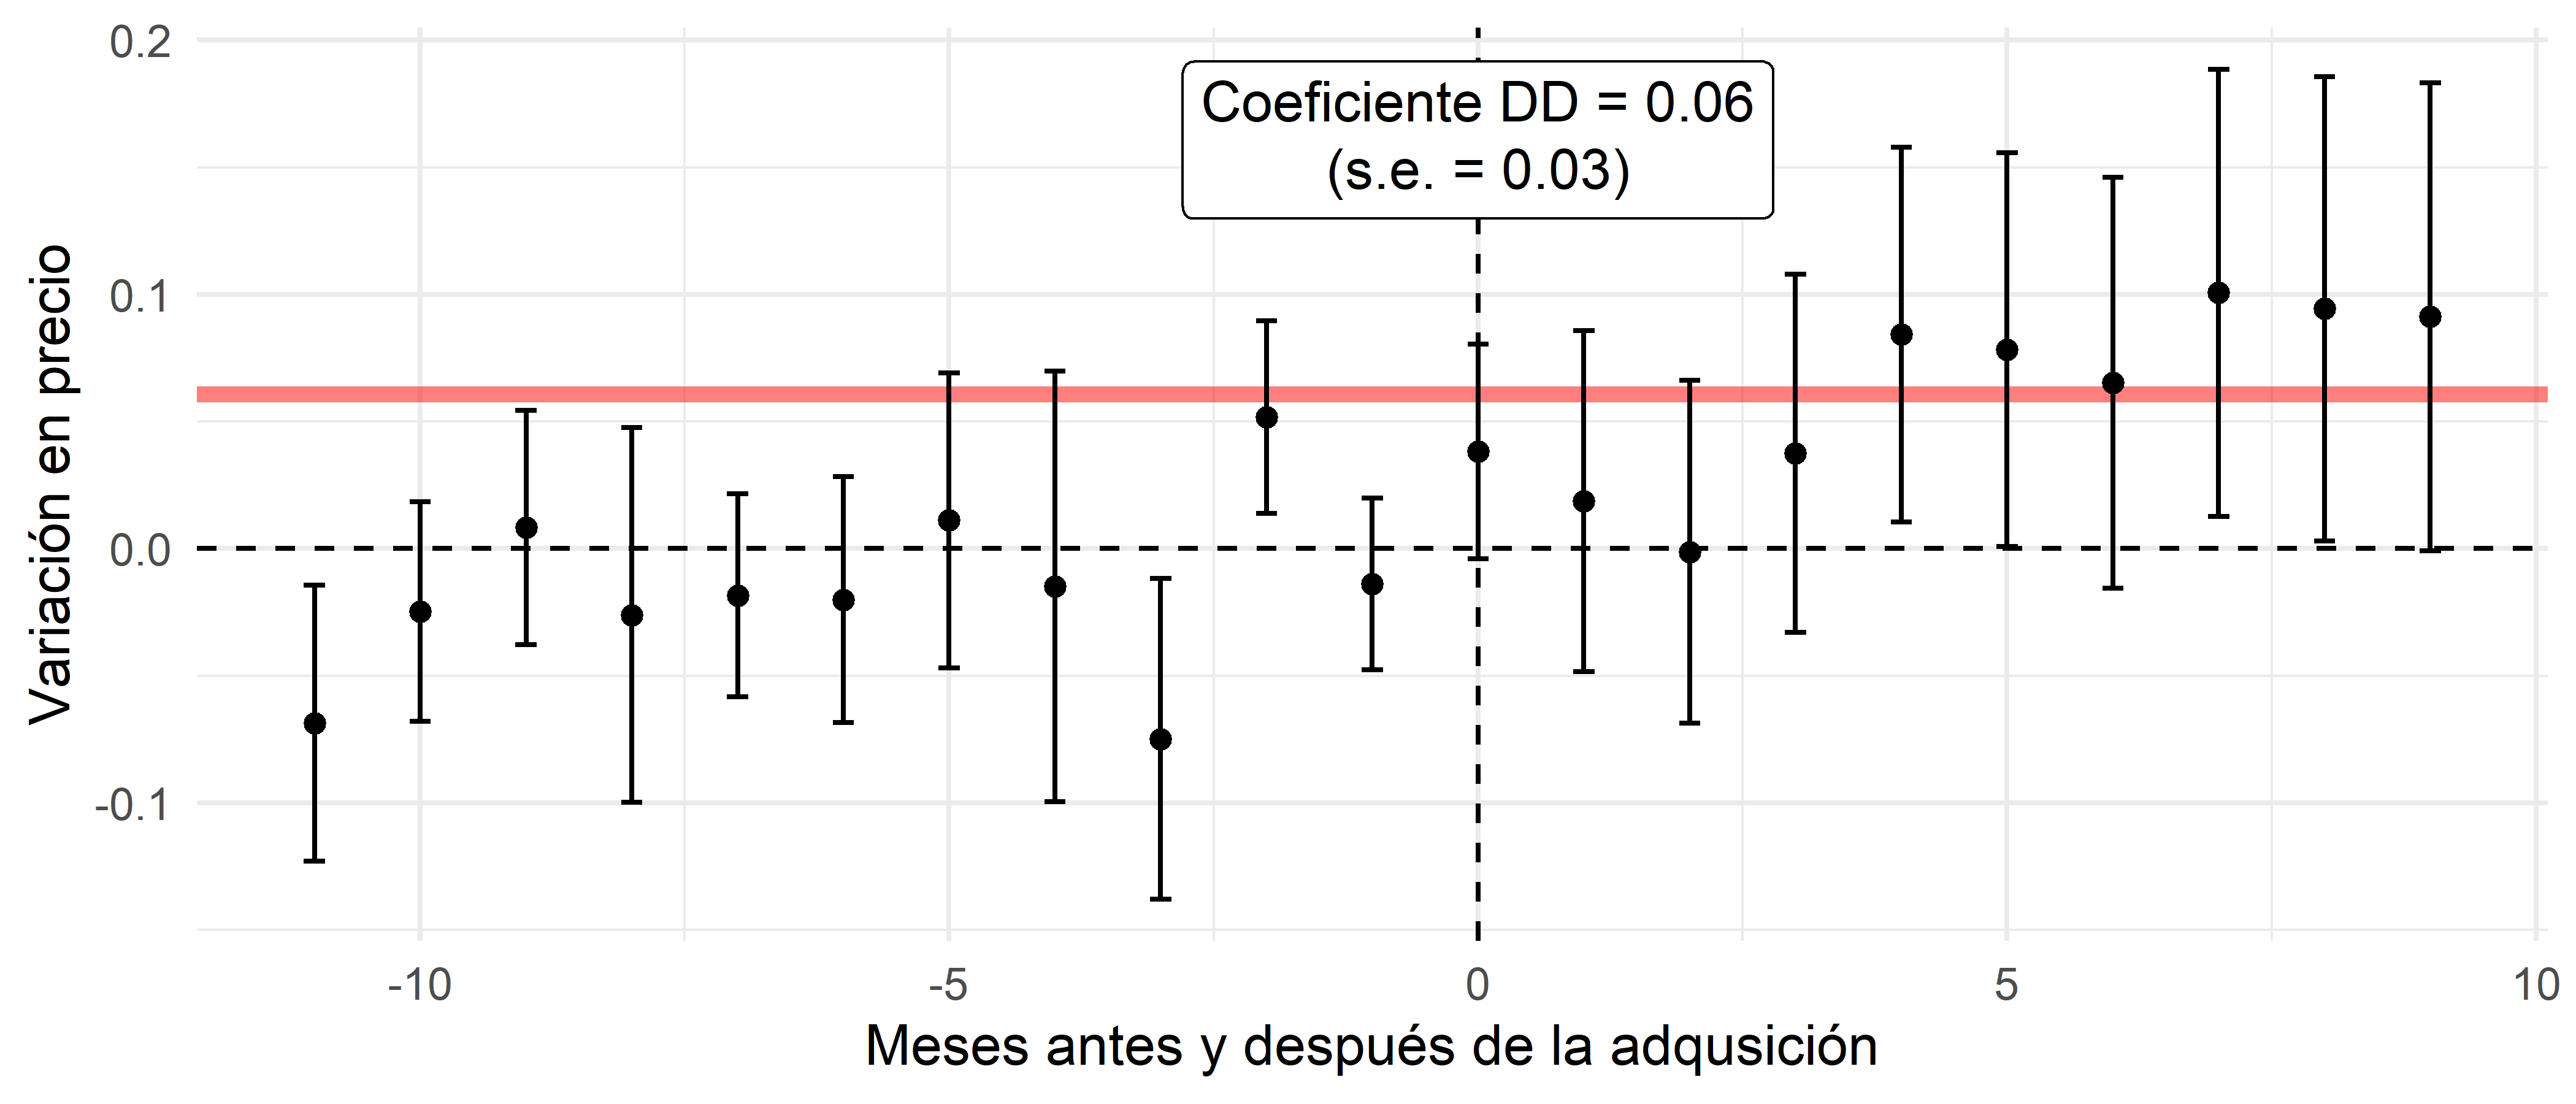 Variación en precio
0.2
0.1
0.0
-0.1
Coeficiente DD = 0.06
(s.e. = 0.03)
-10
-5
0
5
10
Meses antes y después de la adqusición